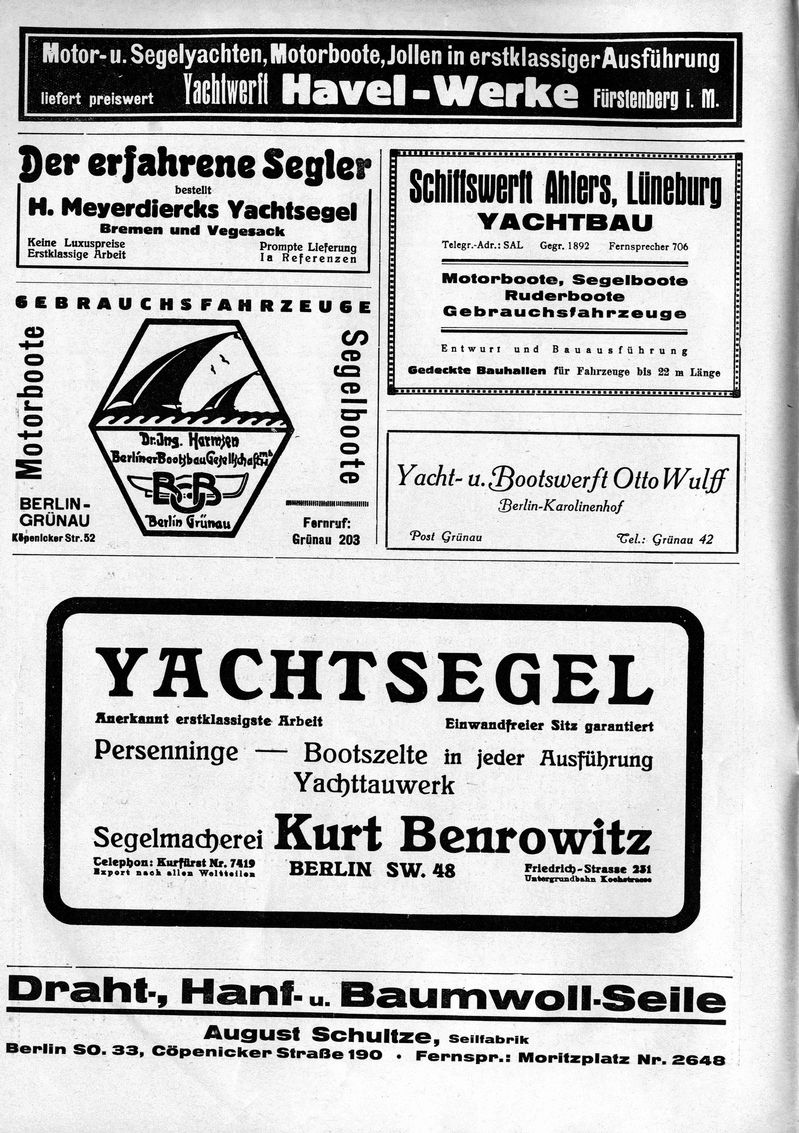 Motor- u. Segelyachten, Motorboote, Jollen in erstklassiger Ausführung
liefert preiswert Yachtwerft Havel-Werke Fürstenberg i. M.
Der erfahrene Segler
bestellt
H. Meyerdiercks Yachtsegel
Bremen und Vegesack
Keine Luxuspreise
Erstklassige Arbeit
Prompte Lieferung
Ia Referenzen
Schiffswerft Ahlers, Lüneburg
YACHTBAU
Telegr.-Adr.: SAL Gegr. 1892 Fernsprecher 706
Motorboote, Segelboote
Ruderboote
Gebrauchsfahrzeuge
Entwurf und Bauausführung
Gedeckte Bauhallen für Fahrzeuge bis 22 m Länge
GEBRAUCHSFAHRZEUGE
Motorboote
Segelboote
Dr. Ing. Harmsen
Berliner Bootsbau Gesellschaft mbH
BGB
Berlin Grünau
BERLIN-
GRÜNAU
Köpenicker Str. 52
Fernruf:
Grünau 203
Yacht- u. Bootswerft Otto Wulff
Berlin-Karolinenhof
Post Grünau Tel.: Grünau 42
YACHTSEGEL
Anerkannt erstklassigste Arbeit Einwandfreier Sitz garantiert
Persenninge — Bootszelte in jeder Ausführung
Yachttauwerk
Segelmacherei Kurt Benrowitz
Telephon: Kurfürst Nr. 7419
Export nach allen Weltteilen
BERLIN SW. 48
Friedrich-Strasse 231
Untergrundbahn Kochstrasse
Draht-, Hanf- u. Baumwoll-Seile
August Schultze, Seilfabrik
Berlin SO. 33, Cöpenicker Straße 190 • Fernspr.: Moritzplatz Nr. 2648